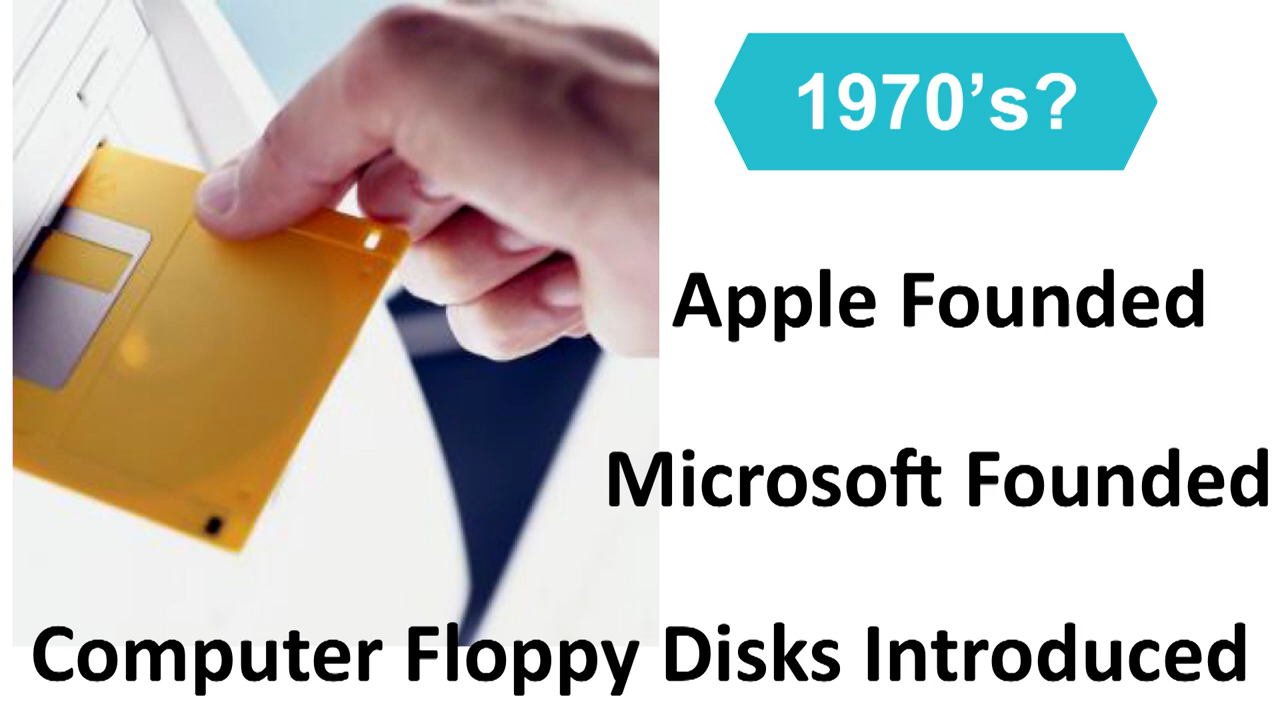 1970’s?
Apple Founded
Microsoft Founded
Computer Floppy Disks Introduced